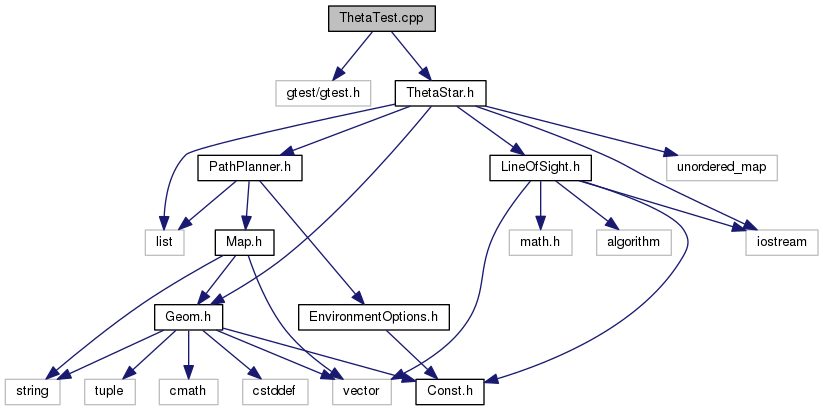 ThetaTest.cpp
gtest/gtest.h
ThetaStar.h
PathPlanner.h
LineOfSight.h
unordered_map
list
Map.h
math.h
algorithm
iostream
Geom.h
EnvironmentOptions.h
string
tuple
cmath
cstddef
vector
Const.h